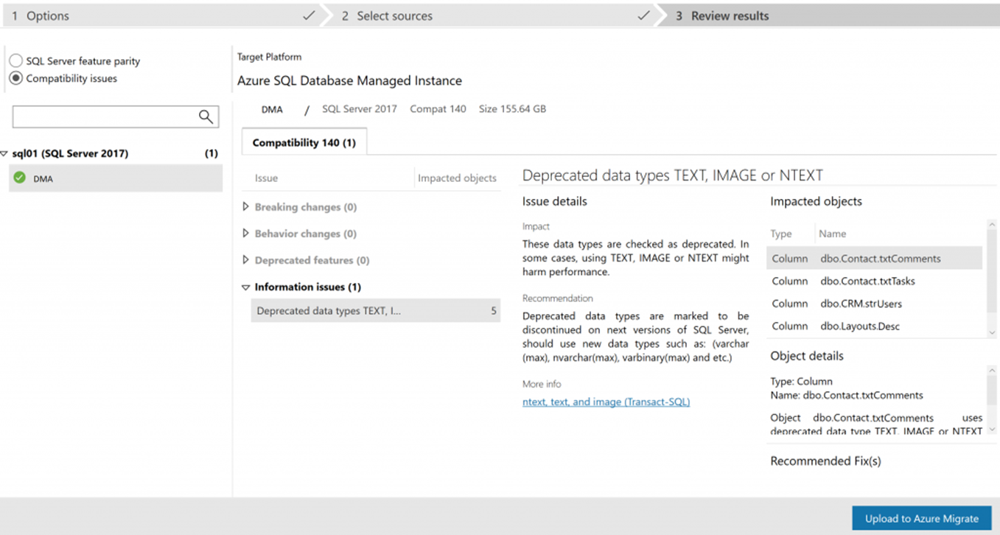 1 Options
2 Select sources
3 Review results
SQL Server feature parity
Compatibility issues
sql01 (SQL Server 2017) (1)
DMA
Target Platform
Azure SQL Database Managed Instance
DMA / SQL Server 2017 Compat 140 Size 155.64 GB
Compatibility 140 (1)
Issue Impacted objects
Breaking changes (0)
Behavior changes (0)
Deprecated features (0)
Information issues (1)
Deprecated data types TEXT, I... 5
Deprecated data types TEXT, IMAGE or NTEXT
Issue details
Impact
These data types are checked as deprecated. In
some cases, using TEXT, IMAGE or NTEXT might
harm performance.
Recommendation
Deprecated data types are marked to be
discontinued on next versions of SQL Server,
should use new data types such as: (varchar
(max), nvarchar(max), varbinary(max) and etc.)
More info
ntext, text, and image (Transact-SQL)
Impacted objects
Type Name
Column dbo.Contact.txtComments
Column dbo.Contact.txtTasks
Column dbo.CRM.strUsers
Column dbo.Layouts.Desc
Object details
Type: Column
Name: dbo.Contact.txtComments
Object dbo.Contact.txtComments uses
deprecated data type TEXT, IMAGE or NTEXT
Recommended Fix(s)
Upload to Azure Migrate